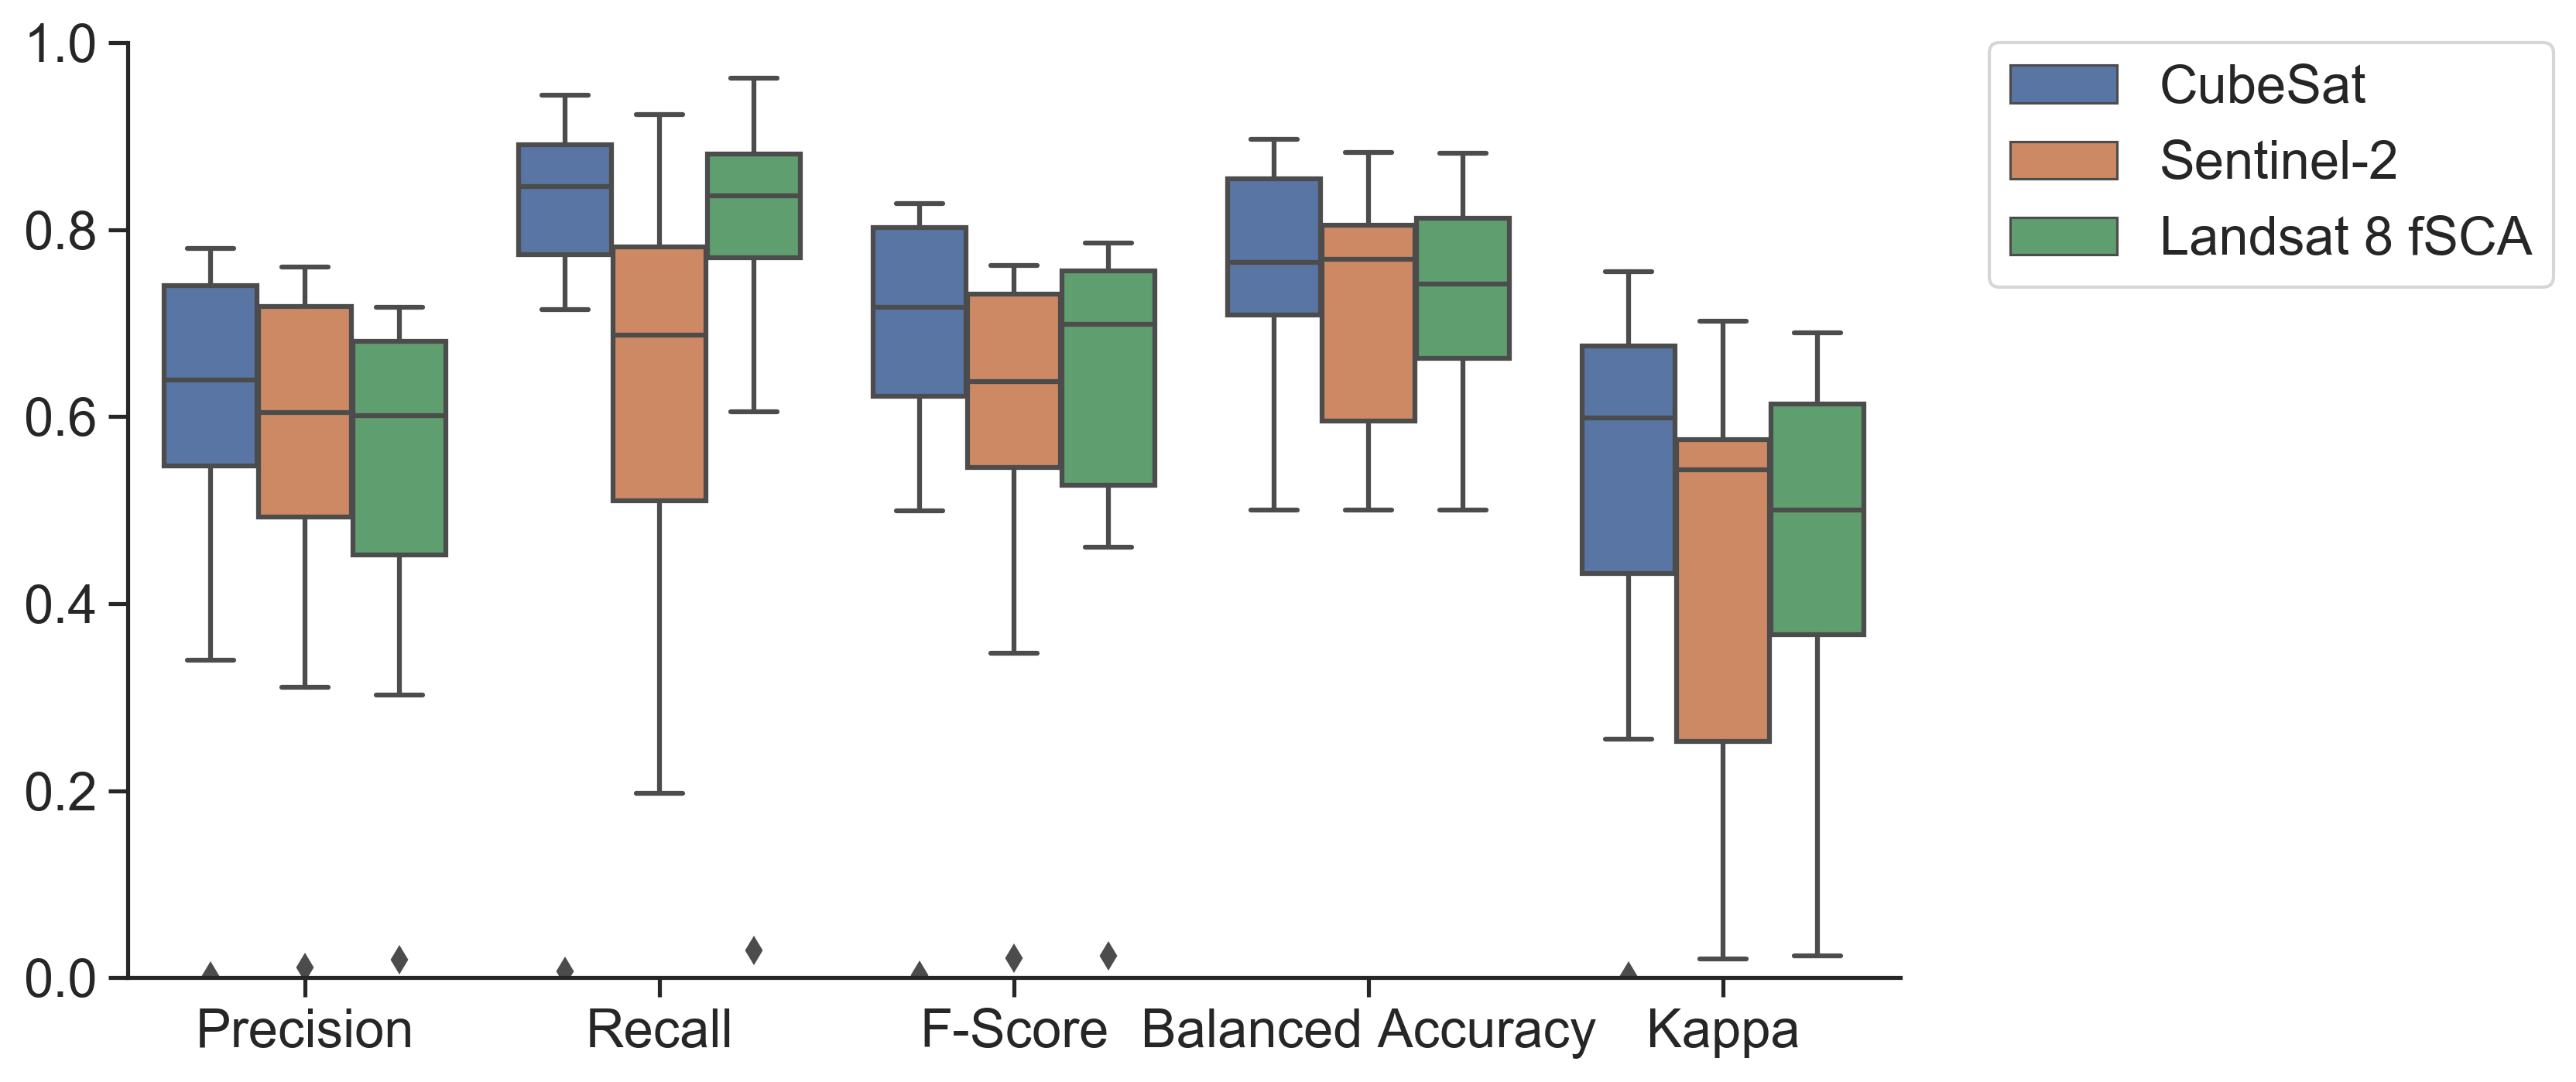 1.0
0.8
0.6
0.4
0.2
0.0
Precision
Recall
F-Score
Balanced Accuracy
Kappa
CubeSat
Sentinel-2
Landsat 8 fSCA